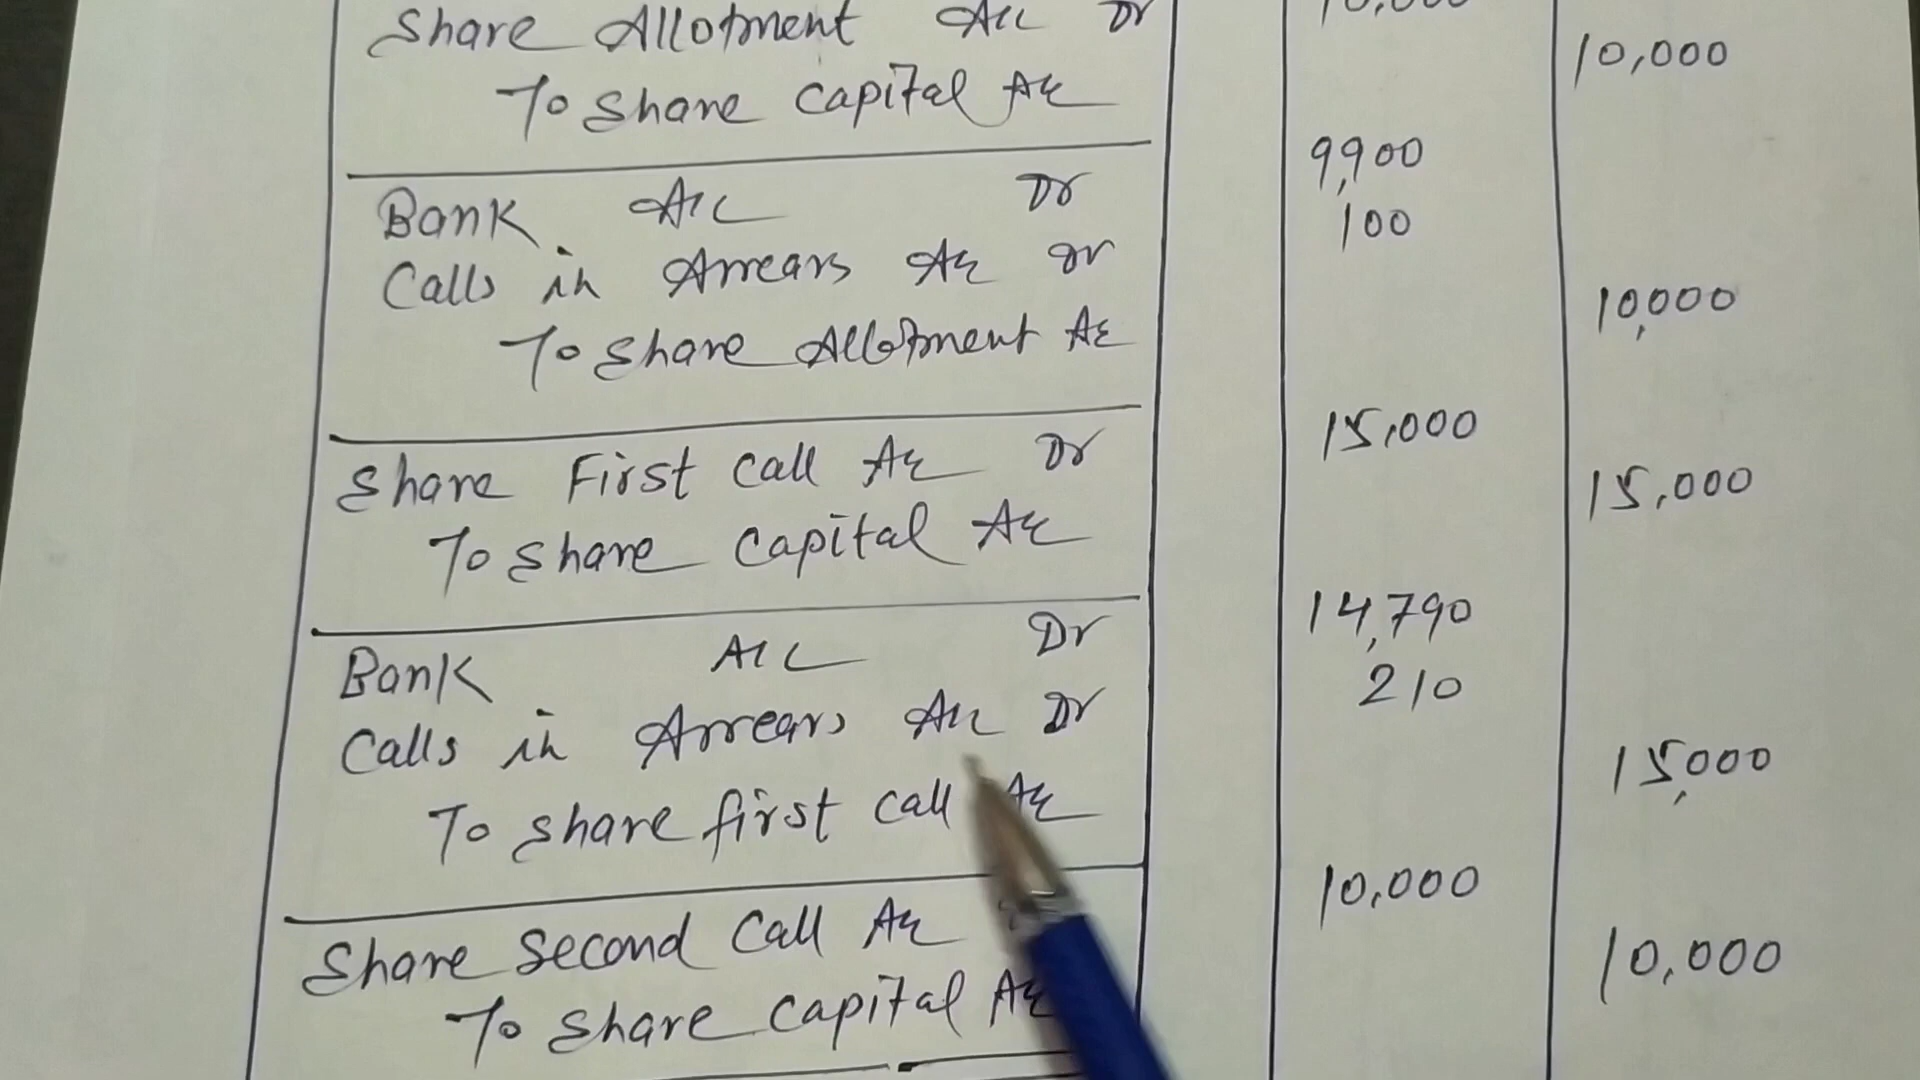 Share Allotment A/c Dr
10,000
To Share Capital A/c
Bank A/c Dr 9,900
Calls in Arrears A/c Dr 100
To Share Allotment A/c 10,000
Share First Call A/c Dr 15,000
To Share Capital A/c 15,000
Bank A/c Dr 14,790
Calls in Arrears A/c Dr 210
To Share first Call A/c 15,000
Share Second Call A/c 10,000
To Share Capital A/c 10,000